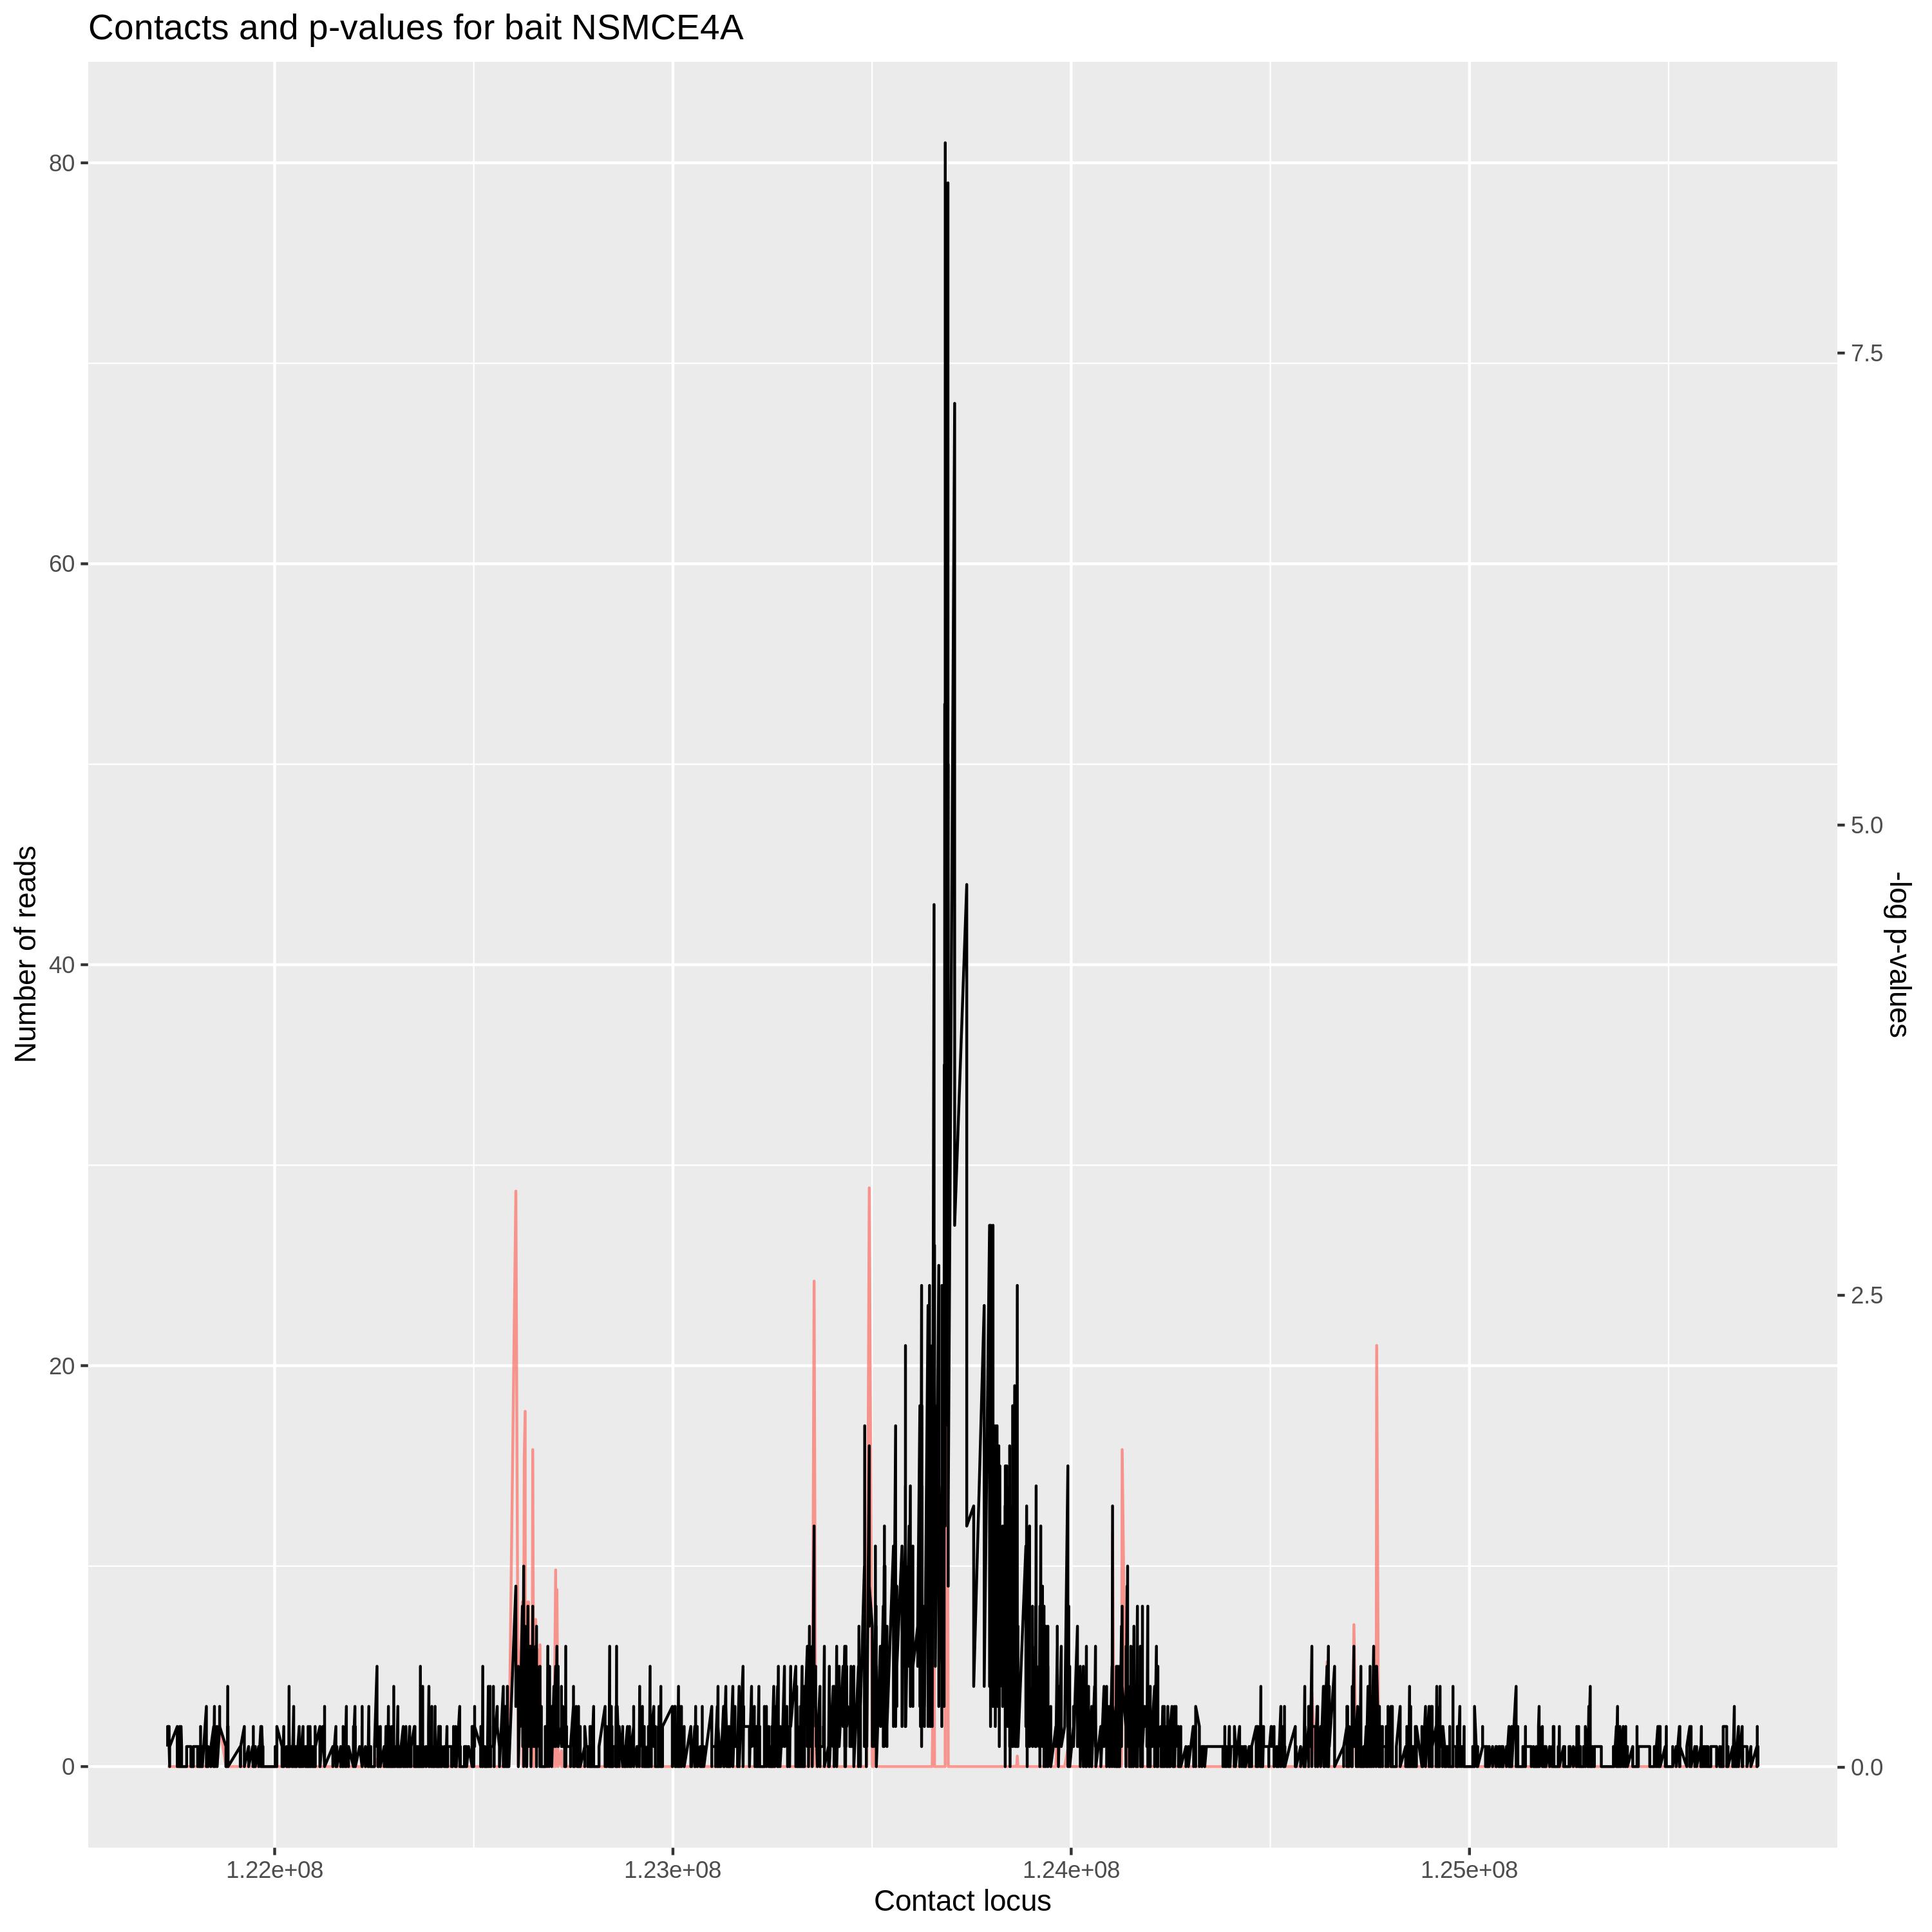 Contacts and p-values for bait NSMCE4A
80
60
40
20
0
Number of reads
7.5
5.0
2.5
0.0
-log p-values
1.22e+08
1.23e+08
1.24e+08
1.25e+08
Contact locus